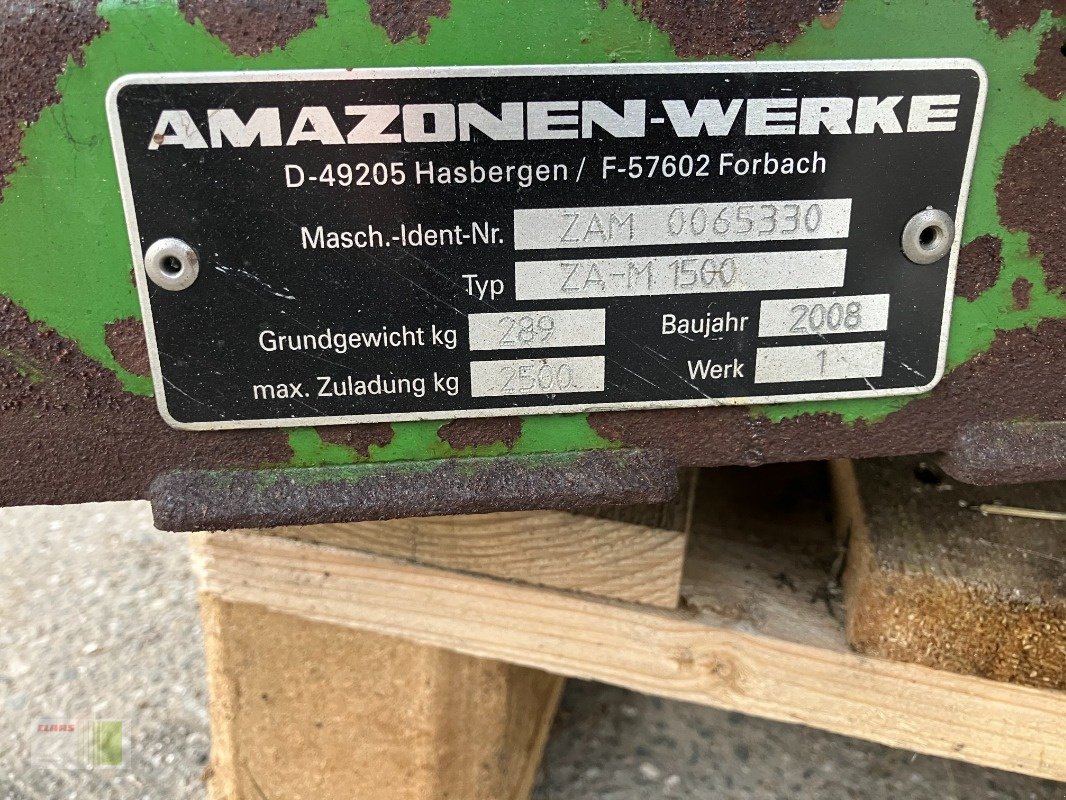 AMAZONEN-WERKE
D-49205 Hasbergen / F-57602 Forbach
Masch.-Ident-Nr. ZAM 0065330
Typ ZA-M 1500
Grundgewicht kg 289 Baujahr 2008
max. Zuladung kg 2500 Werk 1
CLAAS